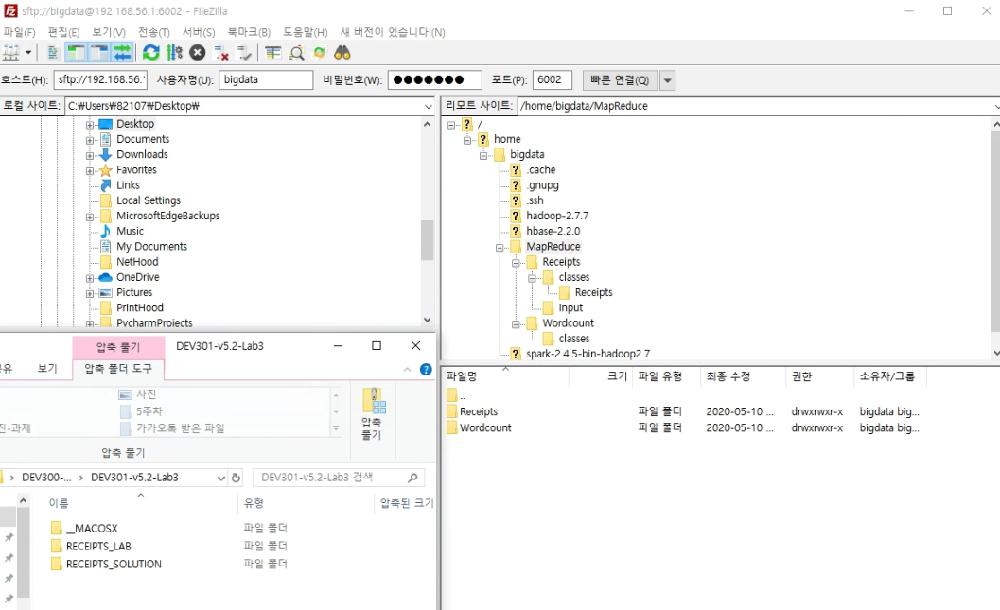 sftp://bigdata@192.168.56.1:6002 - FileZilla
파일(F) 편집(E) 보기(V) 전송(T) 서버(S) 북마크(B) 도움말(H) 새 버전이 있습니다!(N)
호스트(H): sftp://192.168.56. 사용자명(U): bigdata 비밀번호(W): ●●●●●●● 포트(P): 6002 빠른 연결(Q)
로컬 사이트: C:₩Users₩82107₩Desktop₩
Desktop
Documents
Downloads
Favorites
Links
Local Settings
MicrosoftEdgeBackups
Music
My Documents
NetHood
OneDrive
Pictures
PrintHood
PycharmProjects
리모트 사이트: /home/bigdata/MapReduce
/
home
bigdata
.cache
.gnupg
.ssh
hadoop-2.7.7
hbase-2.2.0
MapReduce
Receipts
classes
Receipts
input
Wordcount
classes
spark-2.4.5-bin-hadoop2.7
파일명 크기 파일 유형 최종 수정 권한 소유자/그룹
..
Receipts 파일 폴더 2020-05-10 ... drwxrwxr-x bigdata big...
Wordcount 파일 폴더 2020-05-10 ... drwxrwxr-x bigdata big...
압축 풀기 DEV301-v5.2-Lab3
공유 보기 압축 폴더 도구
사진
5주차
진-과제 카카오톡 받은 파일
압축 풀기
압축 풀기
DEV300-... › DEV301-v5.2-Lab3 DEV301-v5.2-Lab3 검색
이름 유형 압축된 크기
__MACOSX 파일 폴더
RECEIPTS_LAB 파일 폴더
RECEIPTS_SOLUTION 파일 폴더